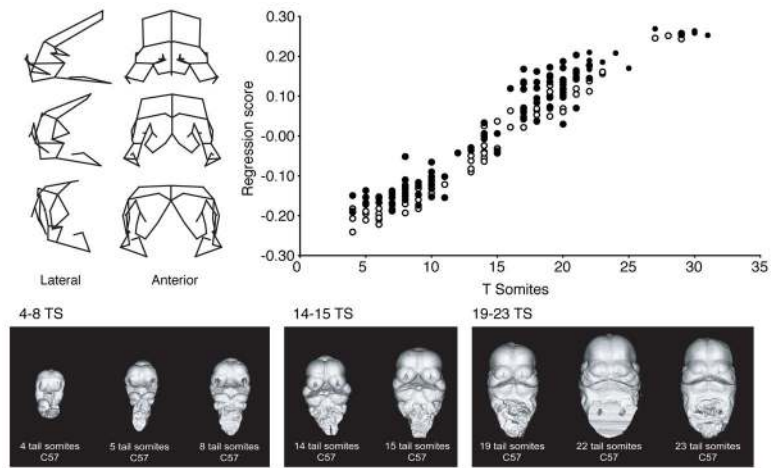 0.30
0.20
0.10
-0.00
-0.10
-0.20
-0.30
Regression score
0
5
10
15
20
25
30
35
T Somites
Lateral
Anterior
4-8 TS
14-15 TS
19-23 TS
4 tail somites
C57
5 tail somites
C57
8 tail somites
C57
14 tail somites
C57
15 tail somites
C57
19 tail somites
C57
22 tail somites
C57
23 tail somites
C57